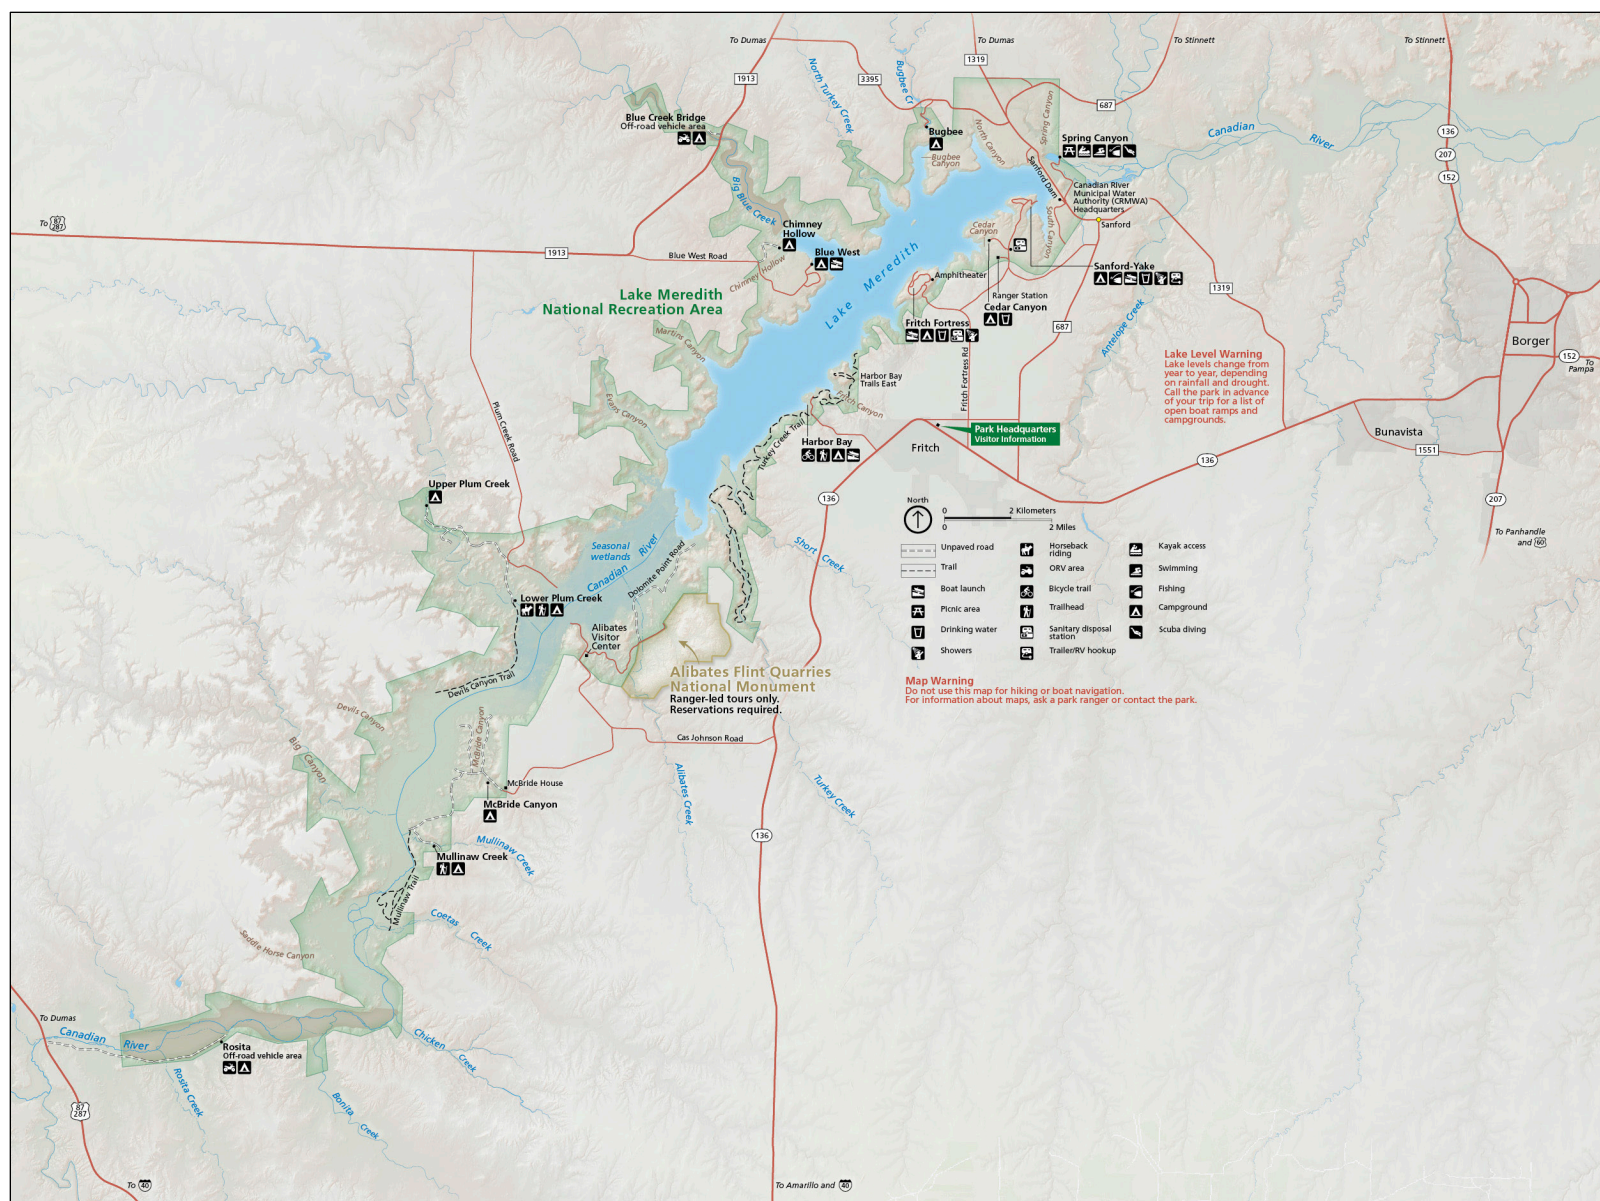 To Dumas
To Dumas
To Stinnett
To Stinnett
1319
1913
3395
687
North Turkey Creek
Bugbee Cr
Blue Creek Bridge
Off-road vehicle area
Bugbee
Bugbee
Canyon
North Canyon
Spring Canyon
Spring Canyon
Canadian
River
136
207
152
Sanford Dam
Canadian River
Municipal Water
Authority (CRMWA)
Headquarters
Sanford
South Canyon
Big Blue Creek
To 87 287
1913
Blue West Road
Chimney
Hollow
Chimney Hollow
Blue West
Cedar
Canyon
Lake Meredith
Amphitheater
Ranger Station
Cedar Canyon
Sanford-Yake
1319
Antelope Creek
Lake Meredith
National Recreation Area
Fritch Fortress
687
Fritch Fortress Rd
Martins Canyon
Borger
152
To
Pampa
Lake Level Warning
Lake levels change from
year to year, depending
on rainfall and drought.
Call the park in advance
of your trip for a list of
open boat ramps and
campgrounds.
Harbor Bay
Trails East
Fritch Canyon
Evans Canyon
Plum Creek Road
Turkey Creek Trail
Harbor Bay
Park Headquarters
Visitor Information
Fritch
Bunavista
1551
136
136
207
To Panhandle
and 60
Upper Plum Creek
Seasonal
wetlands
Canadian River
Dolomite Point Road
Short Creek
North
0 2 Kilometers
0 2 Miles
Unpaved road
Trail
Boat launch
Picnic area
Drinking water
Showers
Horseback
riding
ORV area
Bicycle trail
Trailhead
Sanitary disposal
station
Trailer/RV hookup
Kayak access
Swimming
Fishing
Campground
Scuba diving
Map Warning
Do not use this map for hiking or boat navigation.
For information about maps, ask a park ranger or contact the park.
Lower Plum Creek
Alibates
Visitor
Center
Alibates Flint Quarries
National Monument
Ranger-led tours only.
Reservations required.
Devils Canyon Trail
Devils Canyon
Big
Canyon
McBride Canyon
Cas Johnson Road
McBride House
McBride Canyon
Alibates Creek
Turkey Creek
136
Mullinaw Creek
Mullinaw Creek
Mullinaw Trail
Coetas
Creek
Saddle Horse Canyon
To Dumas
Canadian
River
Rosita
Off-road vehicle area
Rosita Creek
Chicken
Creek
Bonita
Creek
87
287
To 40
To Amarillo and 40